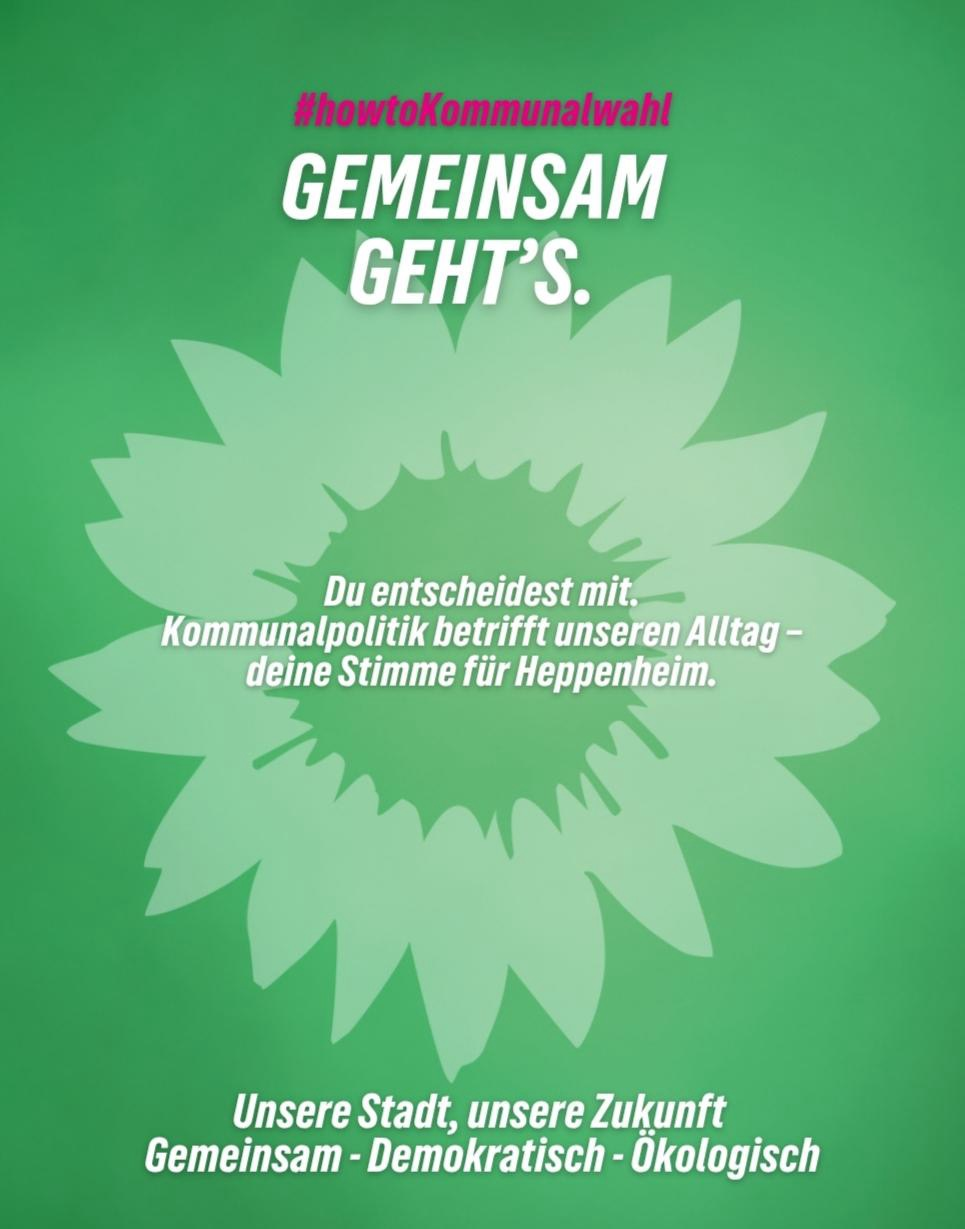 #howtoKommunalwahl
GEMEINSAM
GEHT'S.
Du entscheidest mit.
Kommunalpolitik betrifft unseren Alltag –
deine Stimme für Heppenheim.
Unsere Stadt, unsere Zukunft
Gemeinsam - Demokratisch - Ökologisch